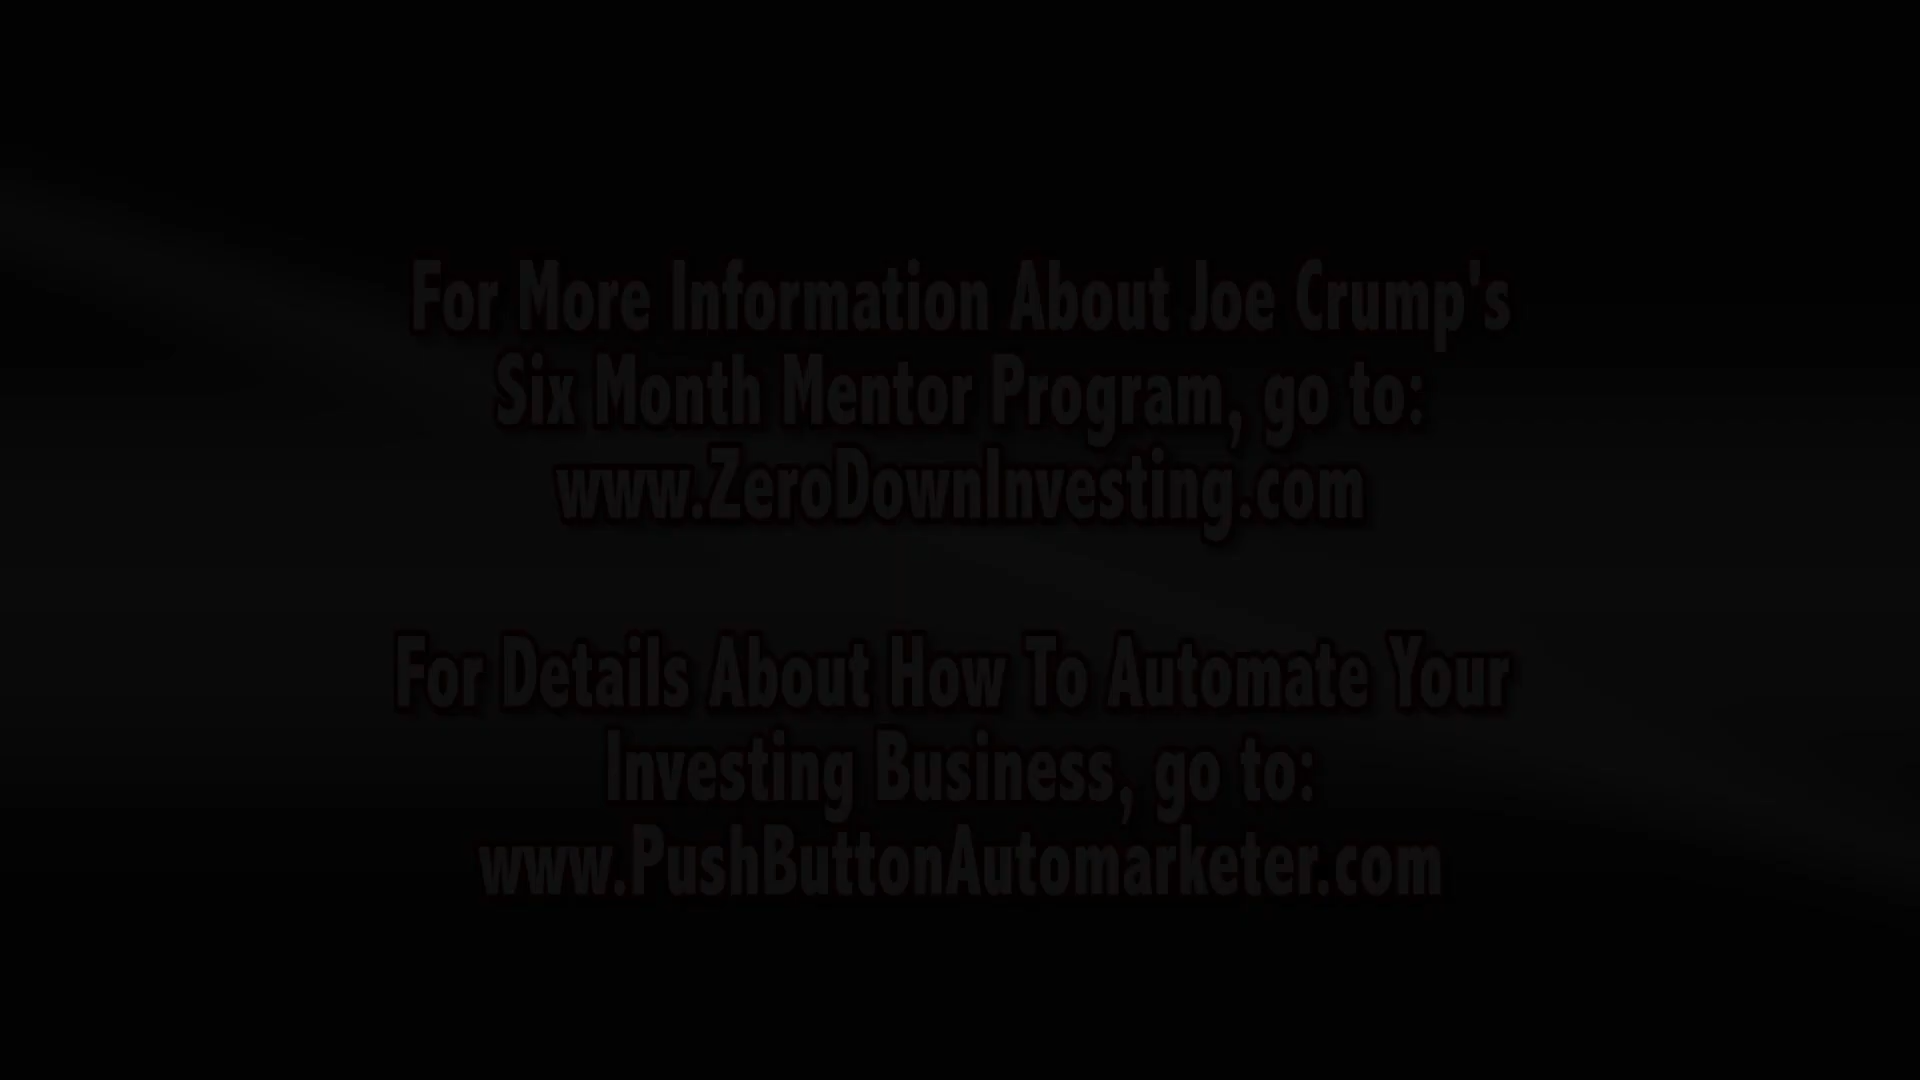 For More Information About Joe Crump's
Six Month Mentor Program, go to:
www.ZeroDownInvesting.com
For Details About How To Automate Your
Investing Business, go to:
www.PushButtonAutomarketer.com